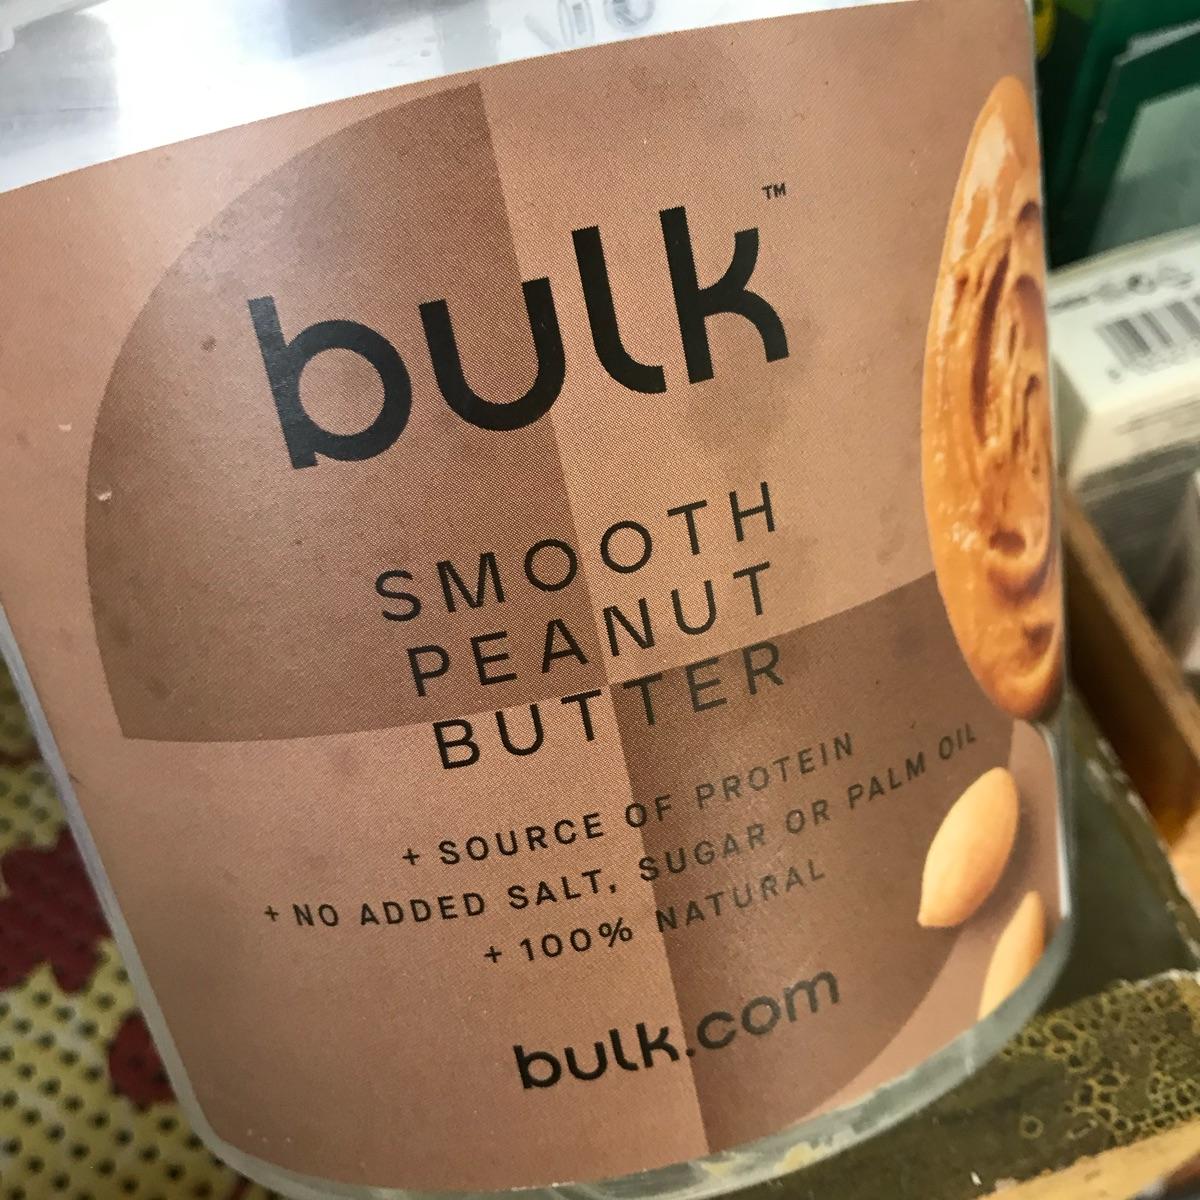 bulk™
SMOOTH
PEANUT
BUTTER
+ SOURCE OF PROTEIN
+ NO ADDED SALT, SUGAR OR PALM OIL
+ 100% NATURAL
bulk.com